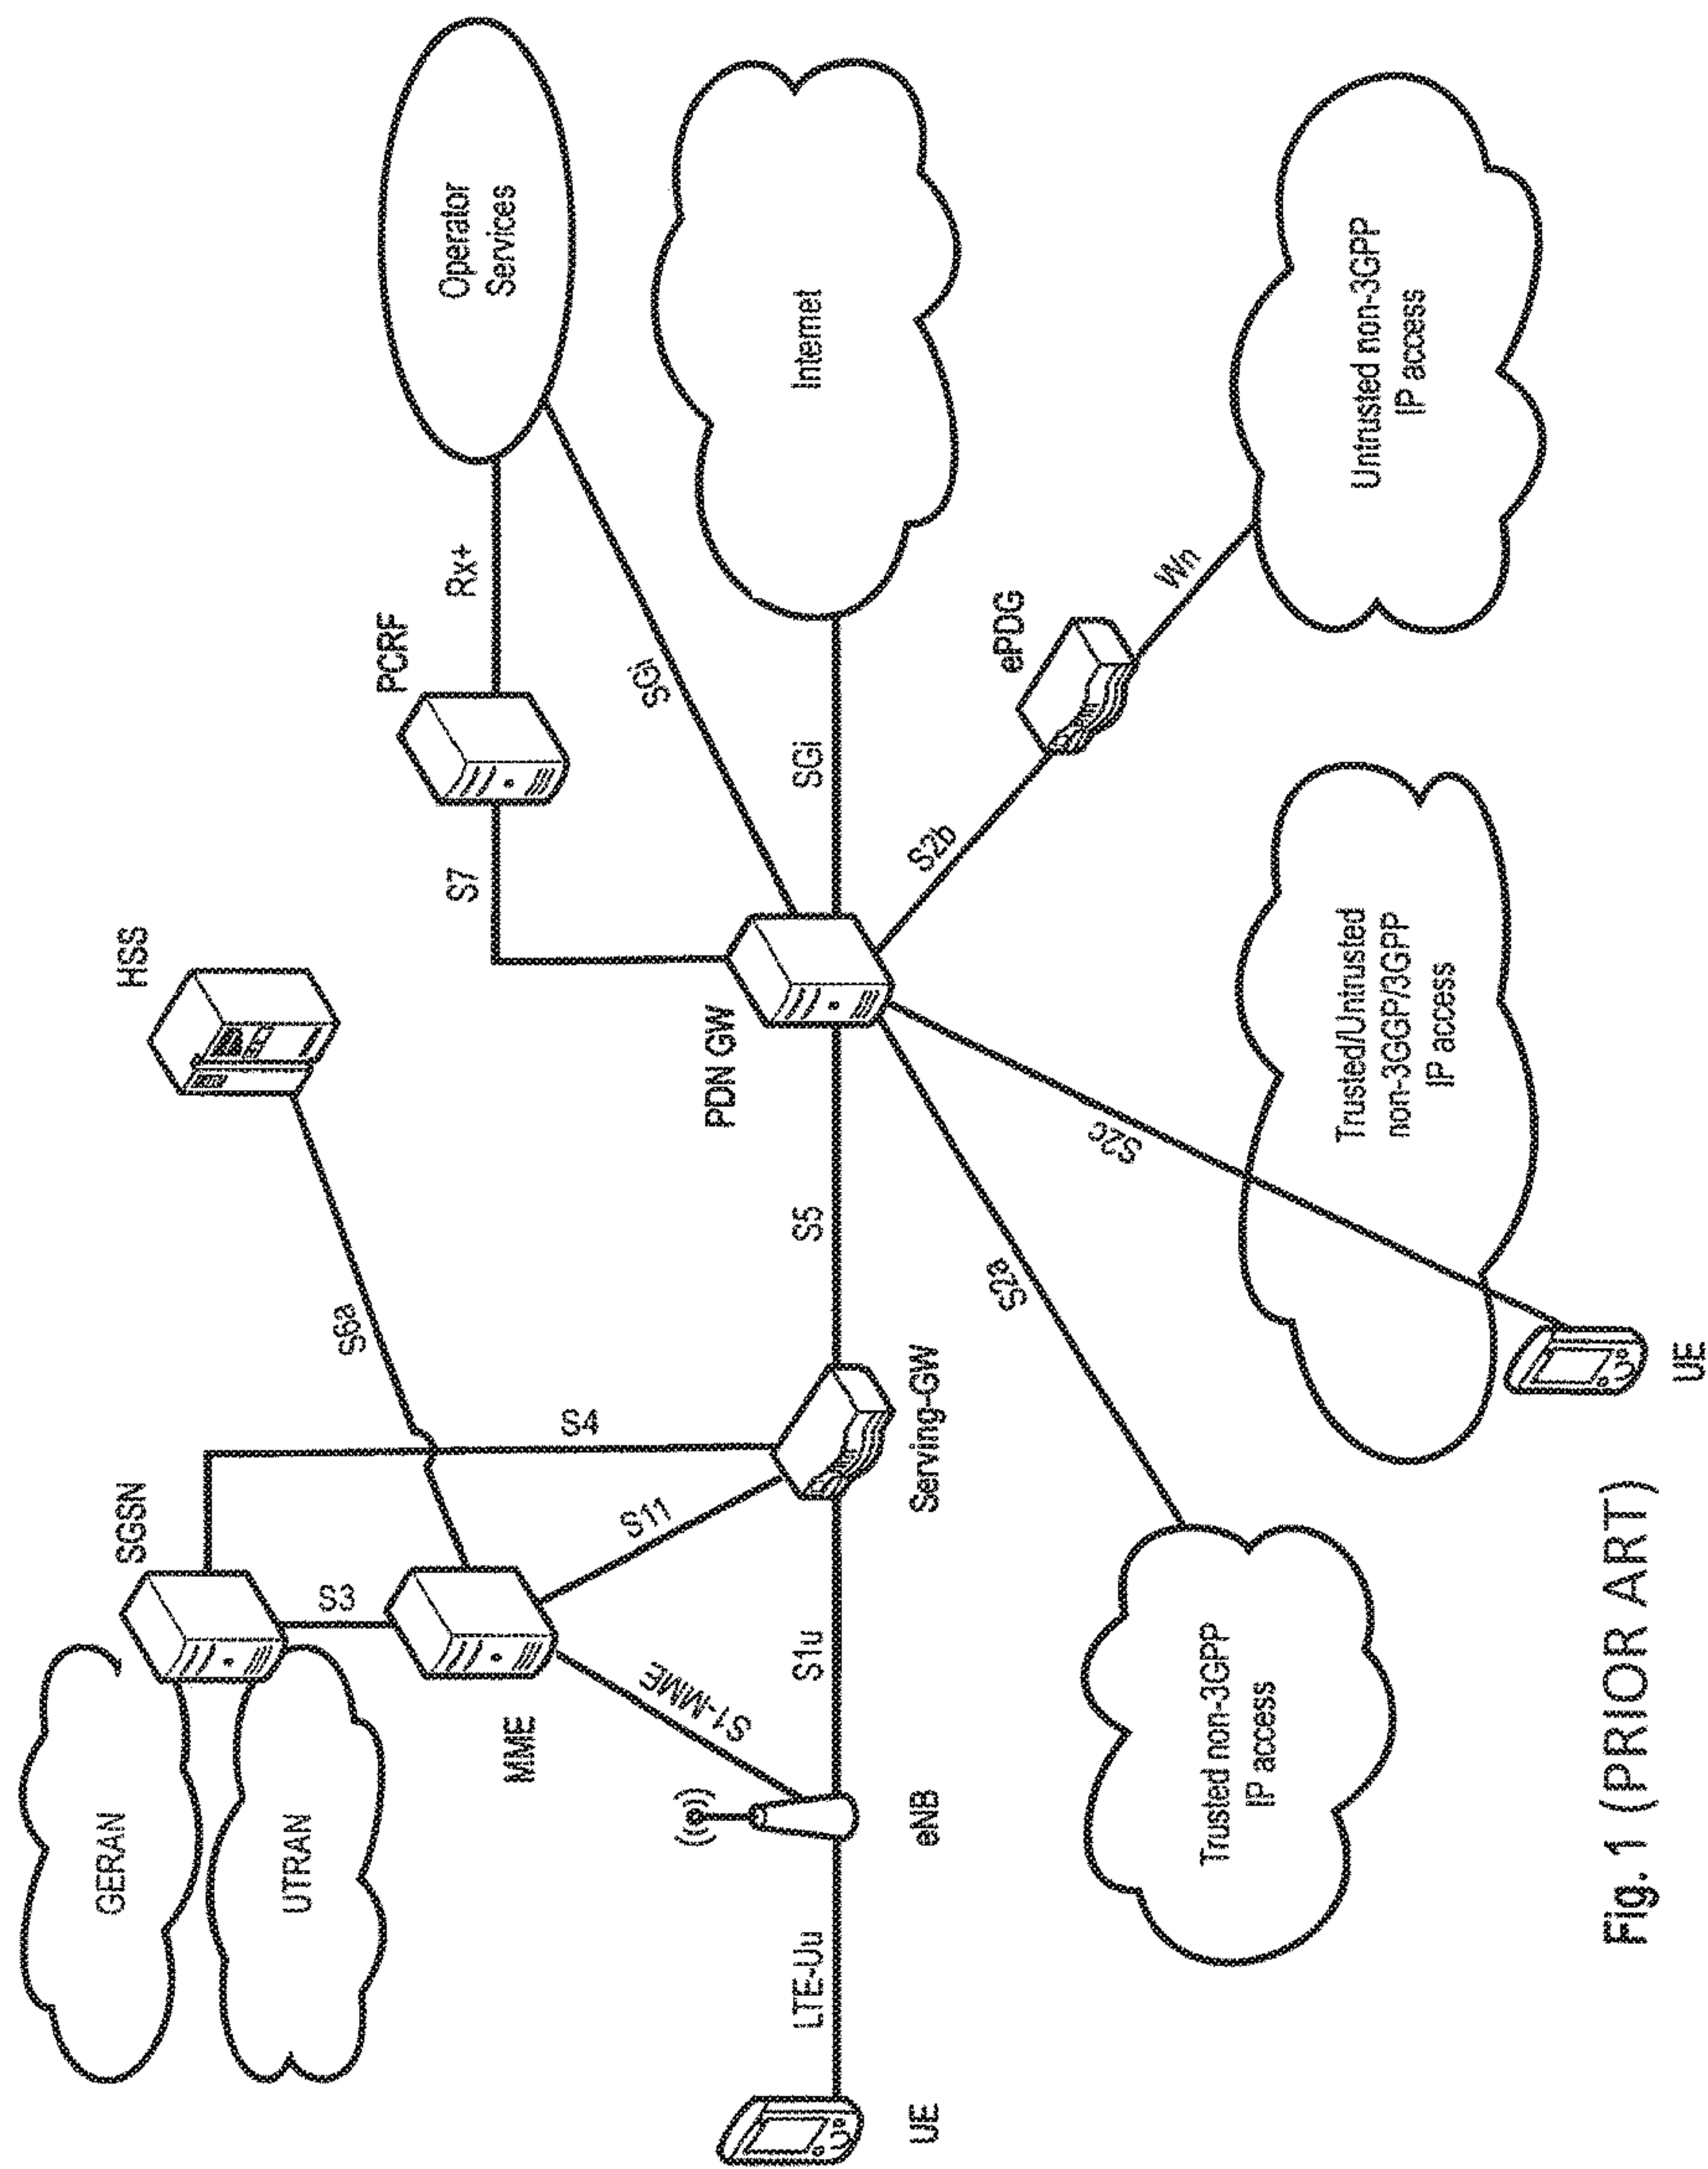 GERAN
UTRAN
SGSN
HSS
S3
S4
S6a
MME
S11
S1-MME
S7
PCRF
Rx+
Operator
Services
SGi
PDN GW
SGi
Internet
UE
LTE-Uu
eNB
S1u
Serving-GW
S5
S2a
S2c
S2b
ePDG
Wn
Trusted non-3GPP
IP access
Trusted/Untrusted
non-3GGP/3GPP
IP access
Untrusted non-3GPP
IP access
UE
Fig. 1 (PRIOR ART)